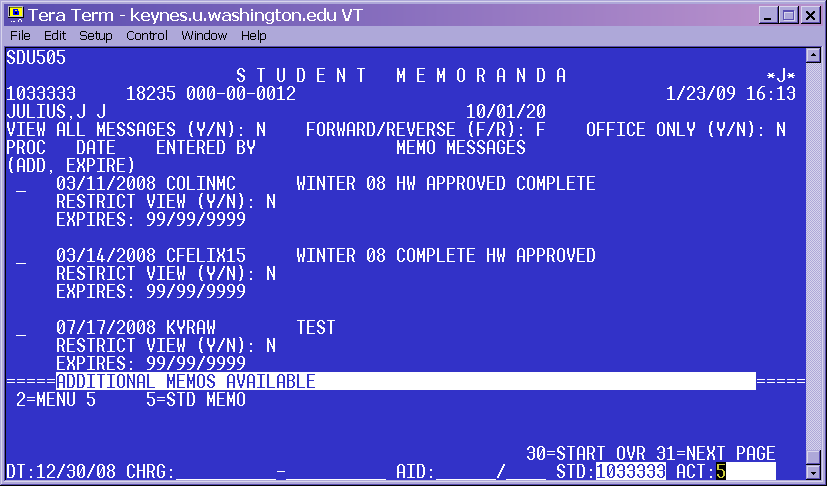 Tera Term - keynes.u.washington.edu VT
File Edit Setup Control Window Help
SDU505
S T U D E N T   M E M O R A N D A *J*
1033333 18235 000-00-0012 1/23/09 16:13
JULIUS,J J 10/01/20
VIEW ALL MESSAGES (Y/N): N FORWARD/REVERSE (F/R): F OFFICE ONLY (Y/N): N
PROC DATE ENTERED BY MEMO MESSAGES
(ADD, EXPIRE)
_ 03/11/2008 COLINMC WINTER 08 HW APPROVED COMPLETE
RESTRICT VIEW (Y/N): N
EXPIRES: 99/99/9999
_ 03/14/2008 CFELIX15 WINTER 08 COMPLETE HW APPROVED
RESTRICT VIEW (Y/N): N
EXPIRES: 99/99/9999
_ 07/17/2008 KYRAW TEST
RESTRICT VIEW (Y/N): N
EXPIRES: 99/99/9999
=====ADDITIONAL MEMOS AVAILABLE=====
2=MENU 5 5=STD MEMO
30=START OVR 31=NEXT PAGE
DT:12/30/08 CHRG:__________-__________ AID:______/____ STD:1033333 ACT:5